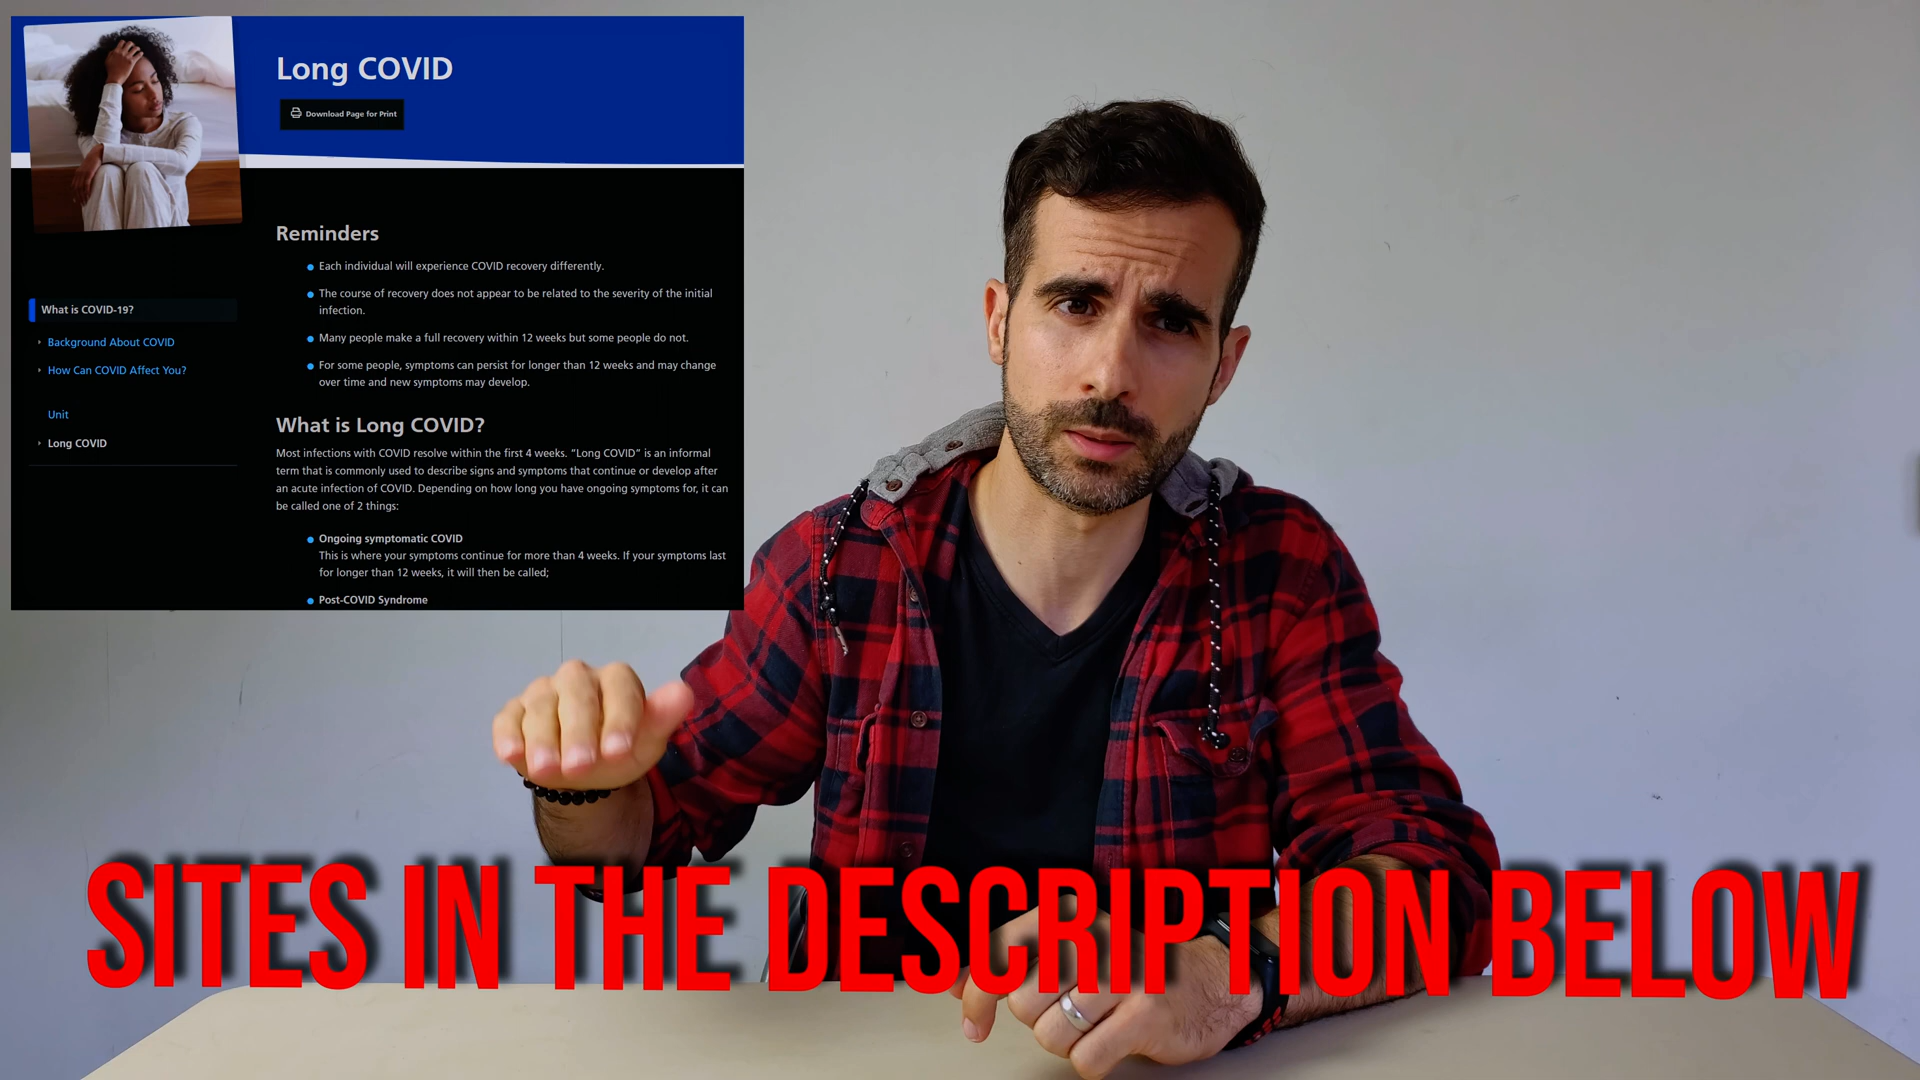 Long COVID
Download Page for Print
Reminders
Each individual will experience COVID recovery differently.
The course of recovery does not appear to be related to the severity of the initial
infection.
Many people make a full recovery within 12 weeks but some people do not.
For some people, symptoms can persist for longer than 12 weeks and may change
over time and new symptoms may develop.
What is COVID-19?
Background About COVID
How Can COVID Affect You?
Unit
Long COVID
What is Long COVID?
Most infections with COVID resolve within the first 4 weeks. “Long COVID” is an informal
term that is commonly used to describe signs and symptoms that continue or develop after
an acute infection of COVID. Depending on how long you have ongoing symptoms for, it can
be called one of 2 things:
Ongoing symptomatic COVID
This is where your symptoms continue for more than 4 weeks. If your symptoms last
for longer than 12 weeks, it will then be called;
Post-COVID Syndrome
SITES IN THE DESCRIPTION BELOW